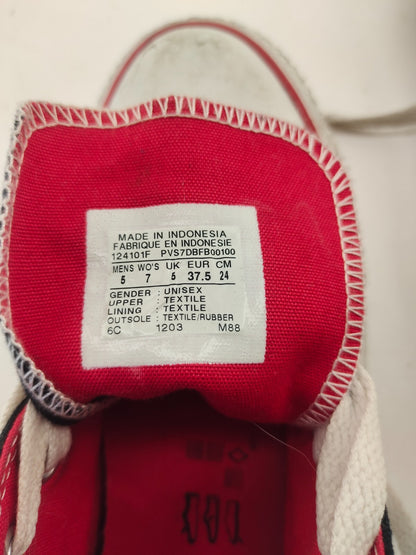 MADE IN INDONESIA
FABRIQUE EN INDONESIE
124101F PVS7DBFB00100
MENS WO'S UK EUR CM
5 7 5 37.5 24
GENDER : UNISEX
UPPER : TEXTILE
LINING : TEXTILE
OUTSOLE : TEXTILE/RUBBER
6C 1203 M88